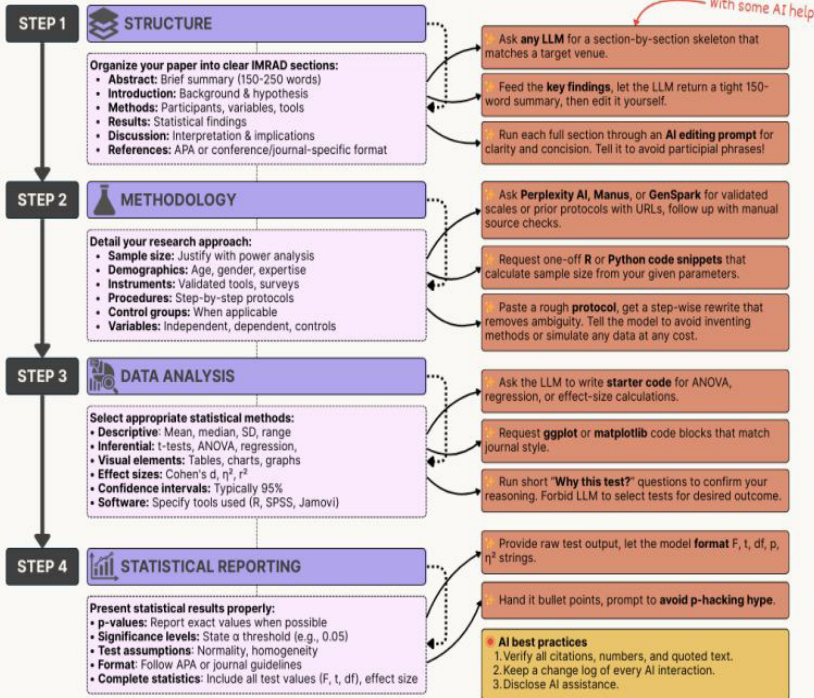 with some AI help
STEP 1
STRUCTURE
Organize your paper into clear IMRAD sections:
• Abstract: Brief summary (150-250 words)
• Introduction: Background & hypothesis
• Methods: Participants, variables, tools
• Results: Statistical findings
• Discussion: Interpretation & implications
• References: APA or conference/journal-specific format
✨ Ask any LLM for a section-by-section skeleton that
matches a target venue.
✨ Feed the key findings, let the LLM return a tight 150-
word summary, then edit it yourself.
✨ Run each full section through an AI editing prompt for
clarity and concision. Tell it to avoid participial phrases!
STEP 2
METHODOLOGY
Detail your research approach:
• Sample size: Justify with power analysis
• Demographics: Age, gender, expertise
• Instruments: Validated tools, surveys
• Procedures: Step-by-step protocols
• Control groups: When applicable
• Variables: Independent, dependent, controls
✨ Ask Perplexity AI, Manus, or GenSpark for validated
scales or prior protocols with URLs, follow up with manual
source checks.
✨ Request one-off R or Python code snippets that
calculate sample size from your given parameters.
✨ Paste a rough protocol, get a step-wise rewrite that
removes ambiguity. Tell the model to avoid inventing
methods or simulate any data at any cost.
STEP 3
DATA ANALYSIS
Select appropriate statistical methods:
• Descriptive: Mean, median, SD, range
• Inferential: t-tests, ANOVA, regression,
• Visual elements: Tables, charts, graphs
• Effect sizes: Cohen's d, η², r²
• Confidence intervals: Typically 95%
• Software: Specify tools used (R, SPSS, Jamovi)
✨ Ask the LLM to write starter code for ANOVA,
regression, or effect-size calculations.
✨ Request ggplot or matplotlib code blocks that match
journal style.
✨ Run short "Why this test?" questions to confirm your
reasoning. Forbid LLM to select tests for desired outcome.
STEP 4
STATISTICAL REPORTING
Present statistical results properly:
• p-values: Report exact values when possible
• Significance levels: State α threshold (e.g., 0.05)
• Test assumptions: Normality, homogeneity
• Format: Follow APA or journal guidelines
• Complete statistics: Include all test values (F, t, df), effect size
✨ Provide raw test output, let the model format F, t, df, p,
η² strings.
✨ Hand it bullet points, prompt to avoid p-hacking hype.
AI best practices
1. Verify all citations, numbers, and quoted text.
2. Keep a change log of every AI interaction.
3. Disclose AI assistance.